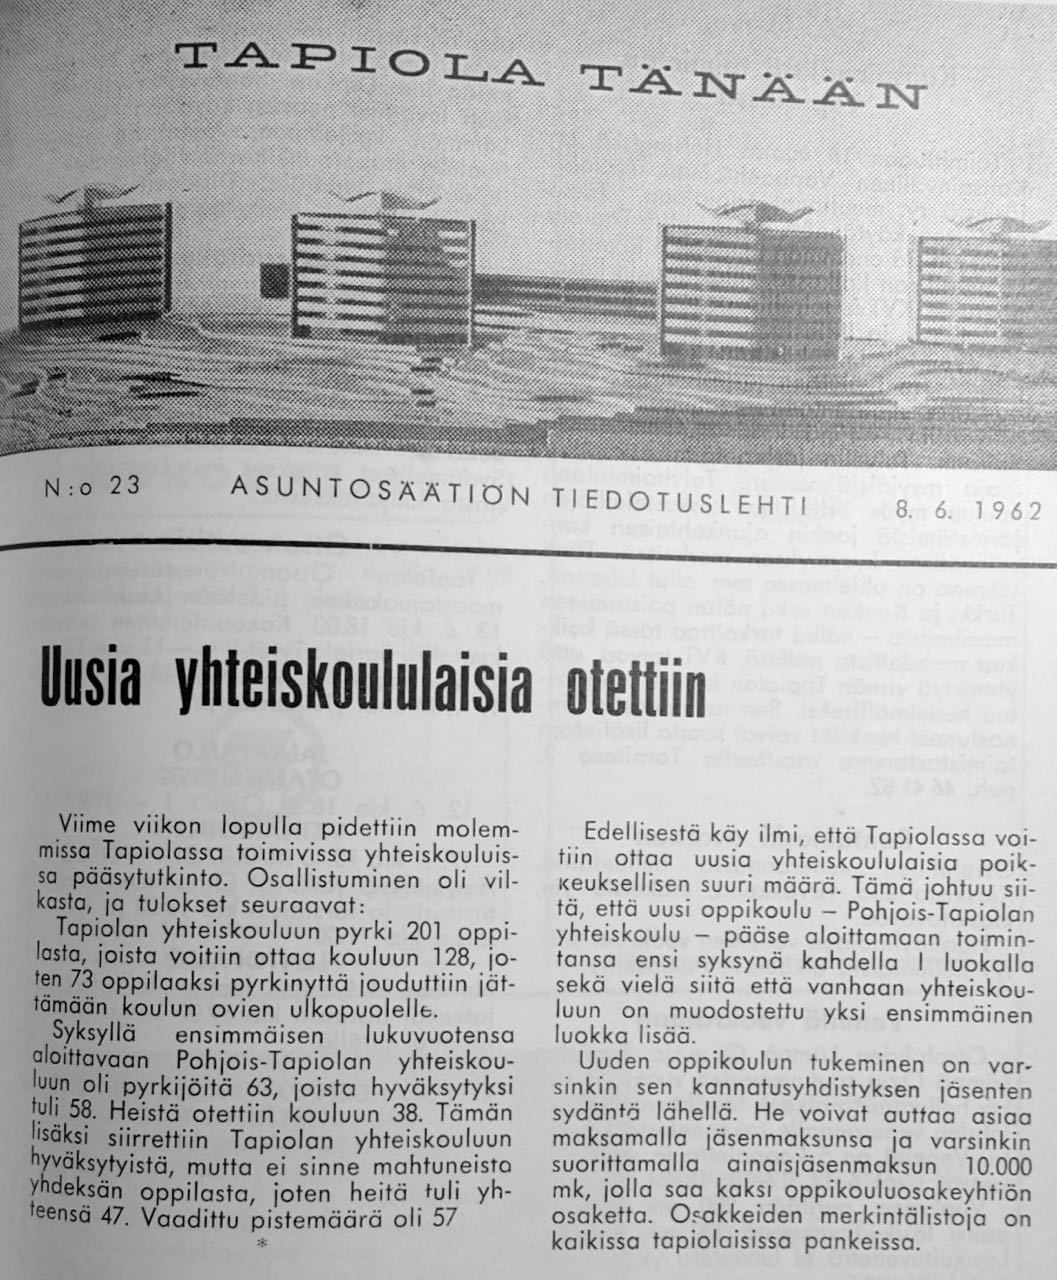 TAPIOLA TÄNÄÄN
N:o 23 ASUNTOSÄÄTIÖN TIEDOTUSLEHTI 8. 6. 1962
Uusia yhteiskoululaisia otettiin
Viime viikon lopulla pidettiin molem-
missa Tapiolassa toimivissa yhteiskouluis-
sa pääsytutkinto. Osallistuminen oli vil-
kasta, ja tulokset seuraavat:
Tapiolan yhteiskouluun pyrki 201 oppi-
lasta, joista voitiin ottaa kouluun 128, jo-
ten 73 oppilaaksi pyrkinyttä jouduttiin jät-
tämään koulun ovien ulkopuolelle.
Syksyllä ensimmäisen lukuvuotensa
aloittavaan Pohjois-Tapiolan yhteiskou-
luun oli pyrkijöitä 63, joista hyväksytyksi
tuli 58. Heistä otettiin kouluun 38. Tämän
lisäksi siirrettiin Tapiolan yhteiskouluun
hyväksytyistä, mutta ei sinne mahtuneista
yhdeksän oppilasta, joten heitä tuli yh-
teensä 47. Vaadittu pistemäärä oli 57
*
Edellisestä käy ilmi, että Tapiolassa voi-
tiin ottaa uusia yhteiskoululaisia poik-
keuksellisen suuri määrä. Tämä johtuu sii-
tä, että uusi oppikoulu — Pohjois-Tapiolan
yhteiskoulu — pääse aloittamaan toimin-
tansa ensi syksynä kahdella I luokalla
sekä vielä siitä että vanhaan yhteiskou-
luun on muodostettu yksi ensimmäinen
luokka lisää.
Uuden oppikoulun tukeminen on var-
sinkin sen kannatusyhdistyksen jäsenten
sydäntä lähellä. He voivat auttaa asiaa
maksamalla jäsenmaksunsa ja varsinkin
suorittamalla ainaisjäsenmaksun 10.000
mk, jolla saa kaksi oppikouluosakeyhtiön
osaketta. Osakkeiden merkintälistoja on
kaikissa tapiolaisissa pankeissa.